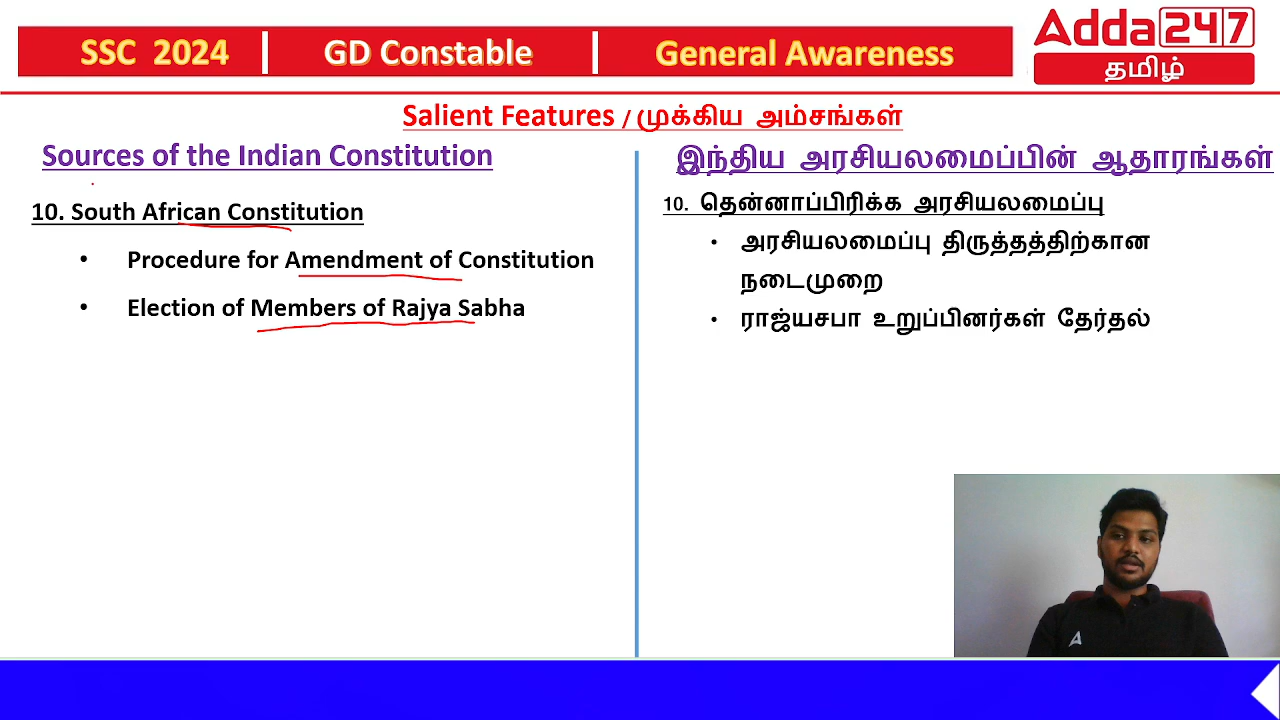 SSC 2024
GD Constable
General Awareness
Adda247
தமிழ்
Salient Features / முக்கிய அம்சங்கள்
Sources of the Indian Constitution
10. South African Constitution
• Procedure for Amendment of Constitution
• Election of Members of Rajya Sabha
இந்திய அரசியலமைப்பின் ஆதாரங்கள்
10. தென்னாப்பிரிக்க அரசியலமைப்பு
• அரசியலமைப்பு திருத்தத்திற்கான
நடைமுறை
• ராஜ்யசபா உறுப்பினர்கள் தேர்தல்